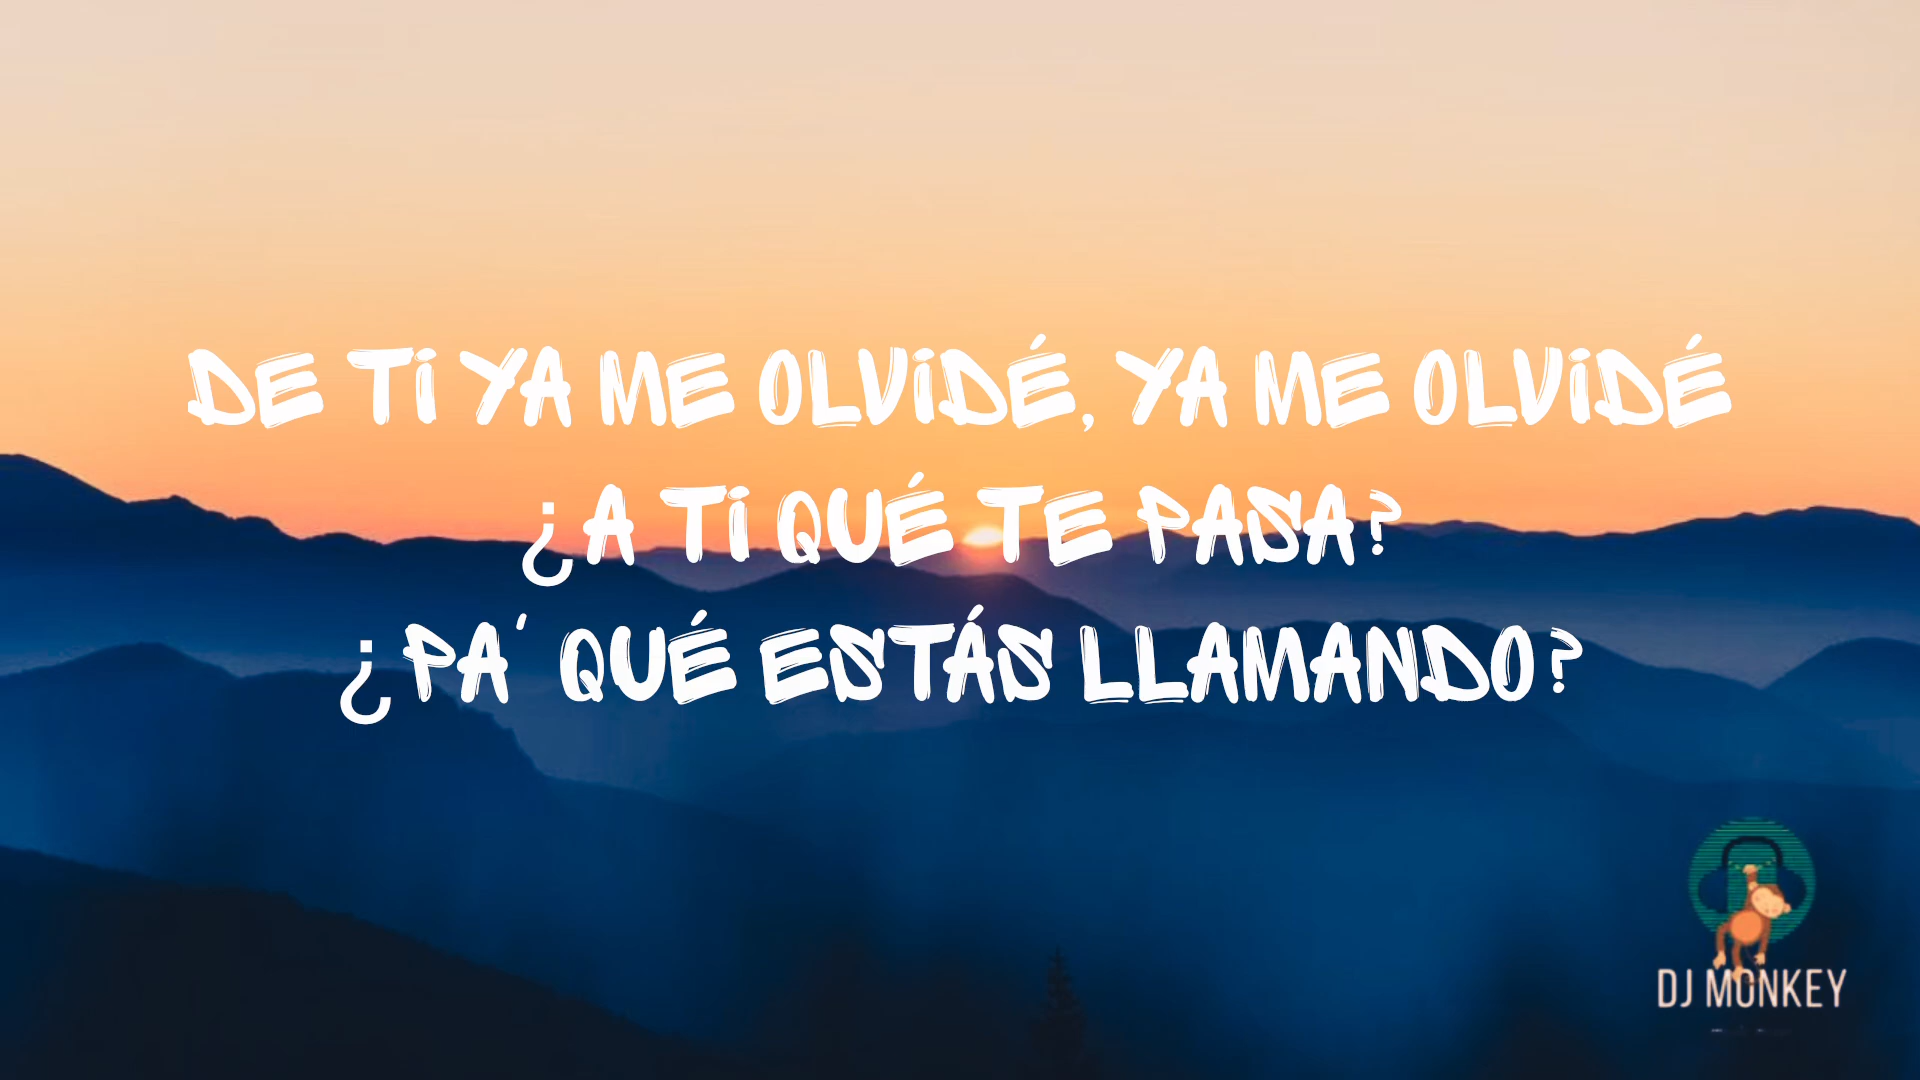 DE TI YA ME OLVIDÉ, YA ME OLVIDÉ
¿A TI QUÉ TE PASA?
¿PA' QUÉ ESTÁS LLAMANDO?
DJ MONKEY